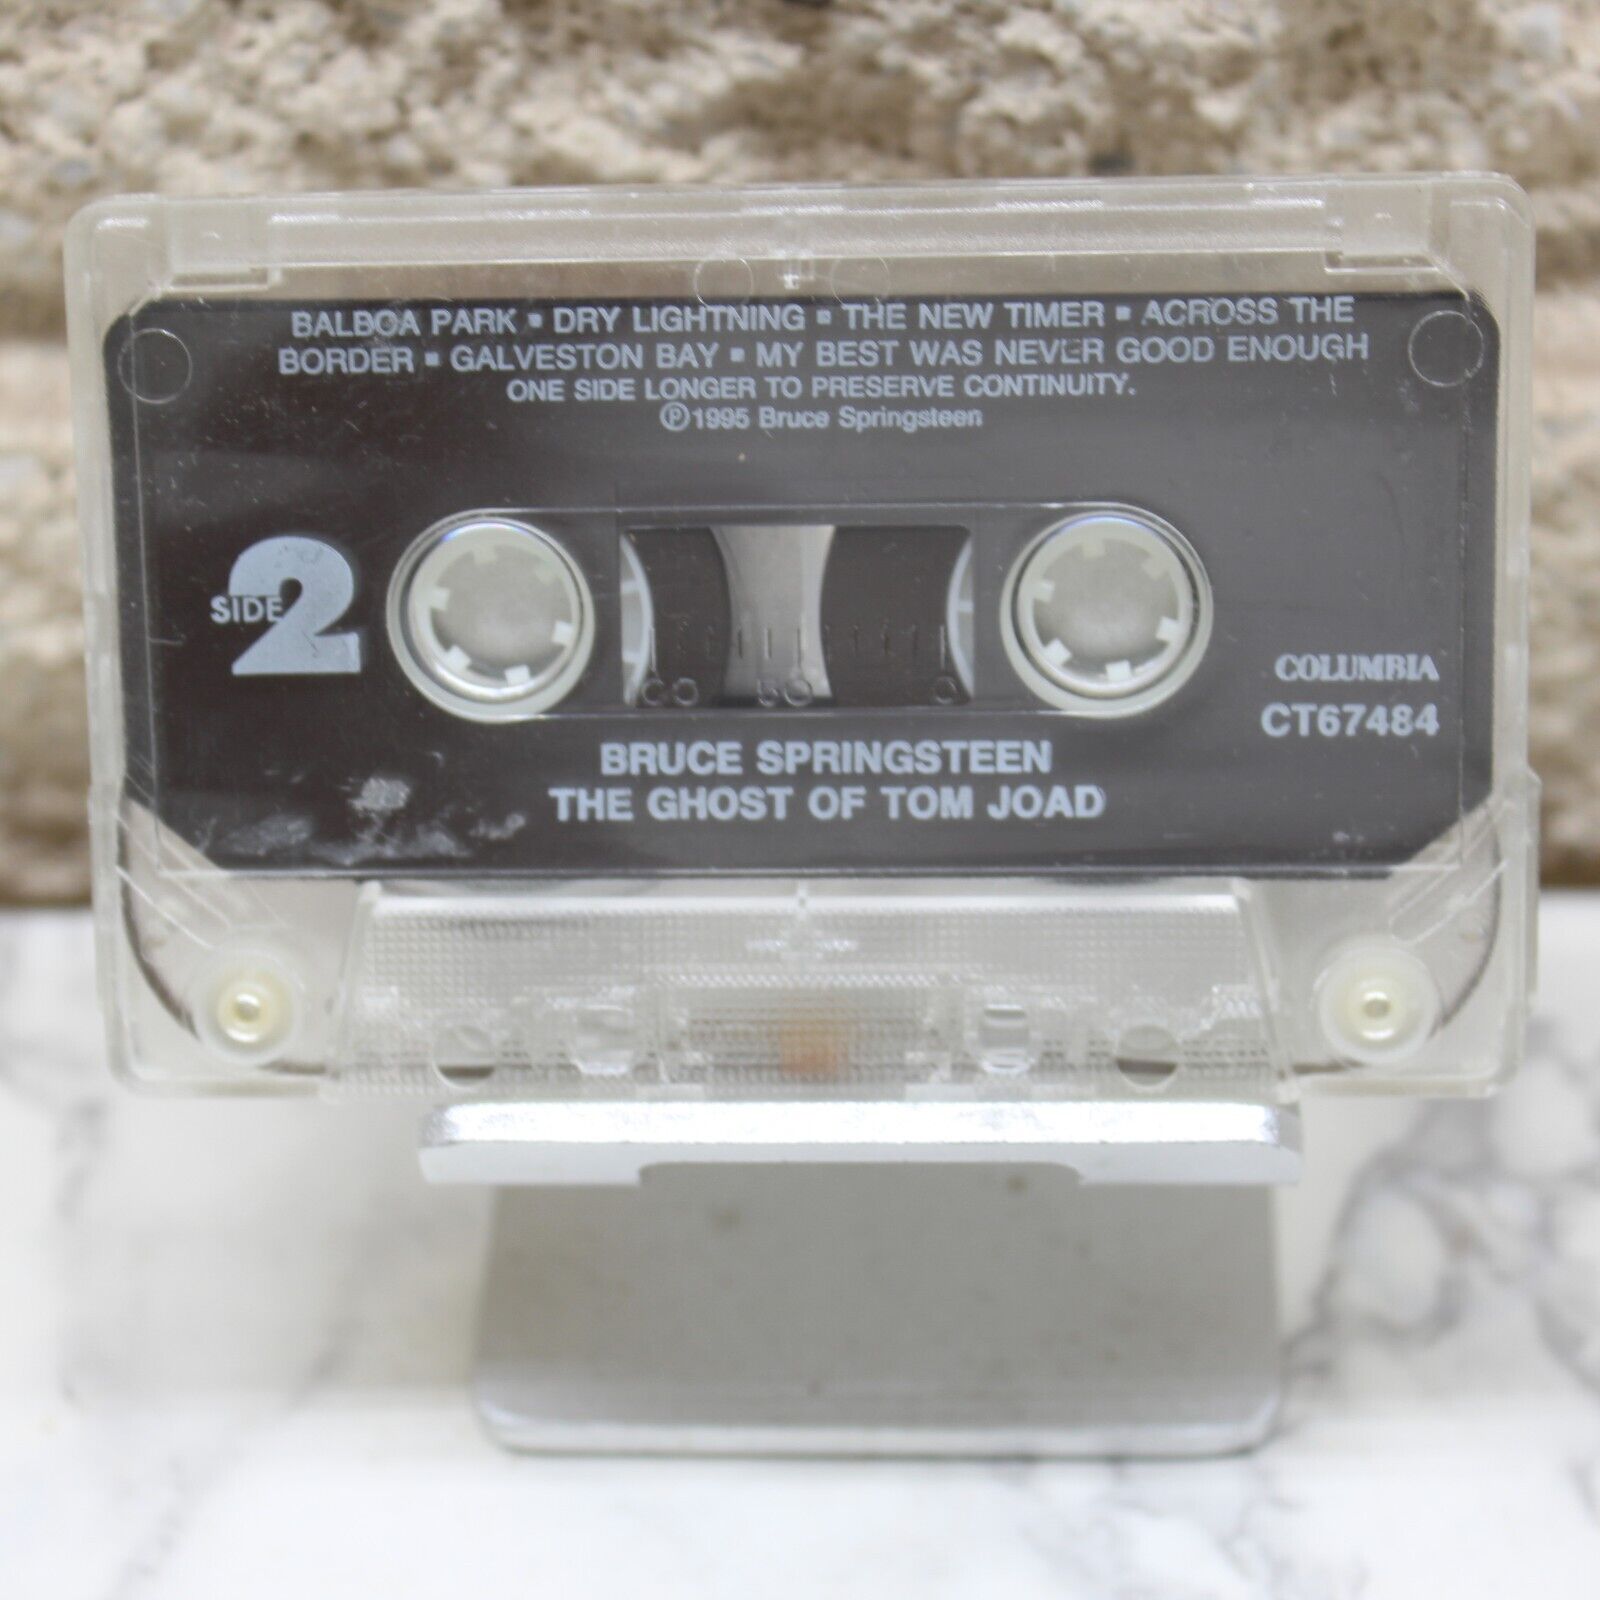 BALBOA PARK ▪ DRY LIGHTNING ▪ THE NEW TIMER ▪ ACROSS THE
BORDER ▪ GALVESTON BAY ▪ MY BEST WAS NEVER GOOD ENOUGH
ONE SIDE LONGER TO PRESERVE CONTINUITY.
℗1995 Bruce Springsteen
SIDE 2
50 0
COLUMBIA
CT67484
BRUCE SPRINGSTEEN
THE GHOST OF TOM JOAD